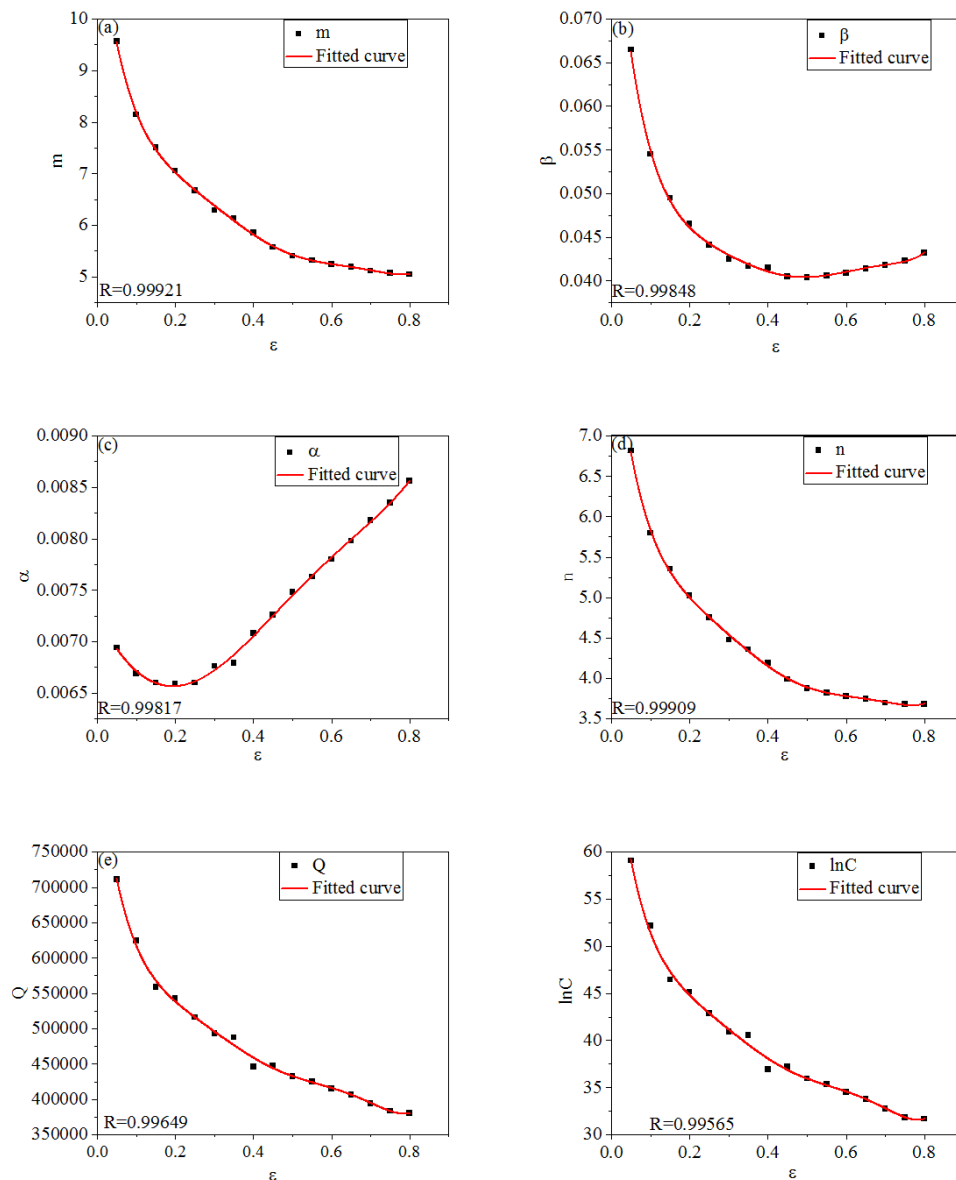 (a)
m
Fitted curve
10
9
8
7
6
5
m
R=0.99921
0.0 0.2 0.4 0.6 0.8
ε
(b)
β
Fitted curve
0.070
0.065
0.060
0.055
0.050
0.045
0.040
β
R=0.99848
0.0 0.2 0.4 0.6 0.8
ε
(c)
α
Fitted curve
0.0090
0.0085
0.0080
0.0075
0.0070
0.0065
α
R=0.99817
0.0 0.2 0.4 0.6 0.8
ε
(d)
n
Fitted curve
7.0
6.5
6.0
5.5
5.0
4.5
4.0
3.5
n
R=0.99909
0.0 0.2 0.4 0.6 0.8
ε
(e)
Q
Fitted curve
750000
700000
650000
600000
550000
500000
450000
400000
350000
Q
R=0.99649
0.0 0.2 0.4 0.6 0.8
ε
lnC
Fitted curve
60
55
50
45
40
35
30
lnC
R=0.99565
0.0 0.2 0.4 0.6 0.8
ε